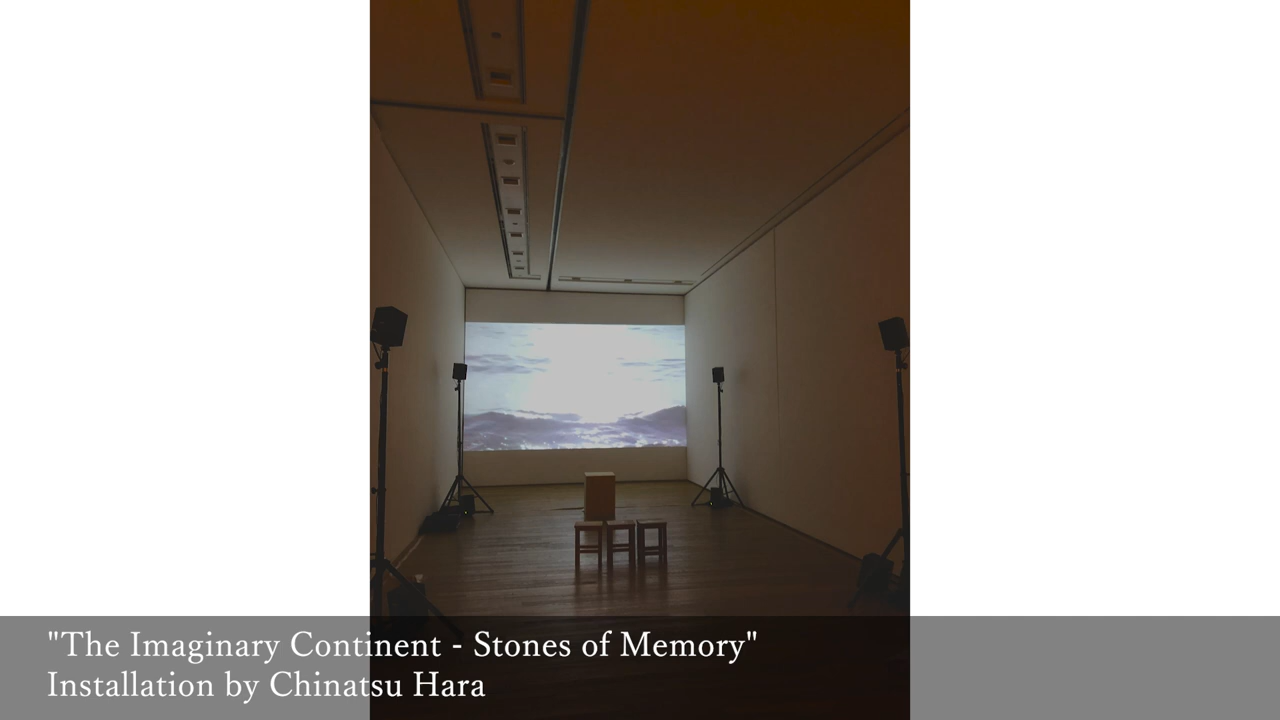 "The Imaginary Continent - Stones of Memory"
Installation by Chinatsu Hara